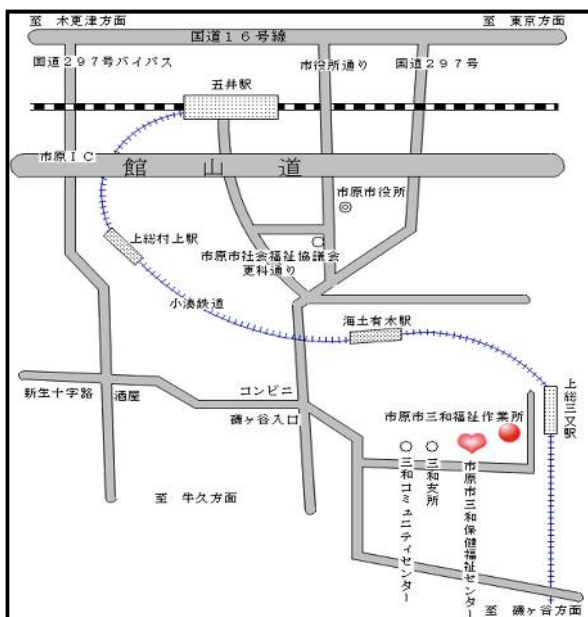 至 木更津方面
至 東京方面
国道１６号線
国道２９７号バイパス
五井駅
市役所通り
国道２９７号
市原ＩＣ
館山道
市原市役所
上総村上駅
市原市社会福祉協議会
更科通り
小湊鉄道
海土有木駅
上総三又駅
新生十字路
酒屋
コンビニ
磯ヶ谷入口
市原市三和福祉作業所
三和コミュニティセンター
三和支所
市原市三和保健福祉センター
至 牛久方面
至 磯ヶ谷方面